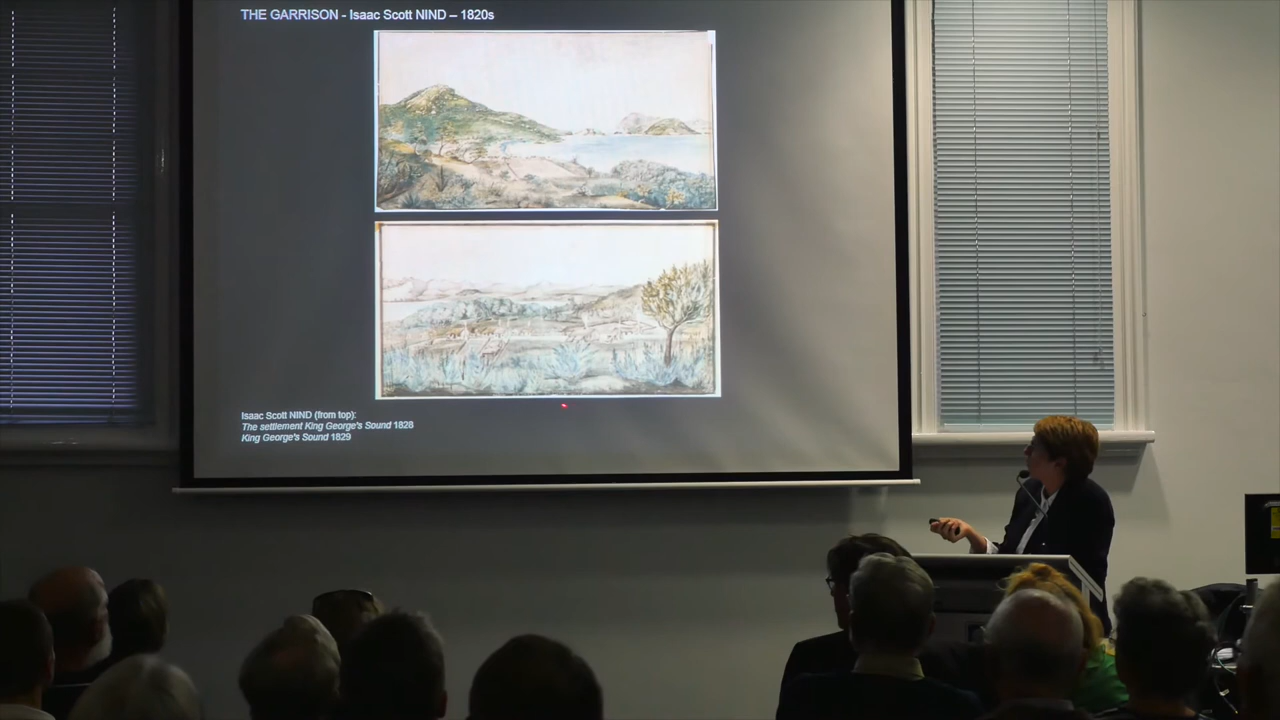 THE GARRISON - Isaac Scott NIND – 1820s
Isaac Scott NIND (from top):
The settlement King George's Sound 1828
King George's Sound 1829